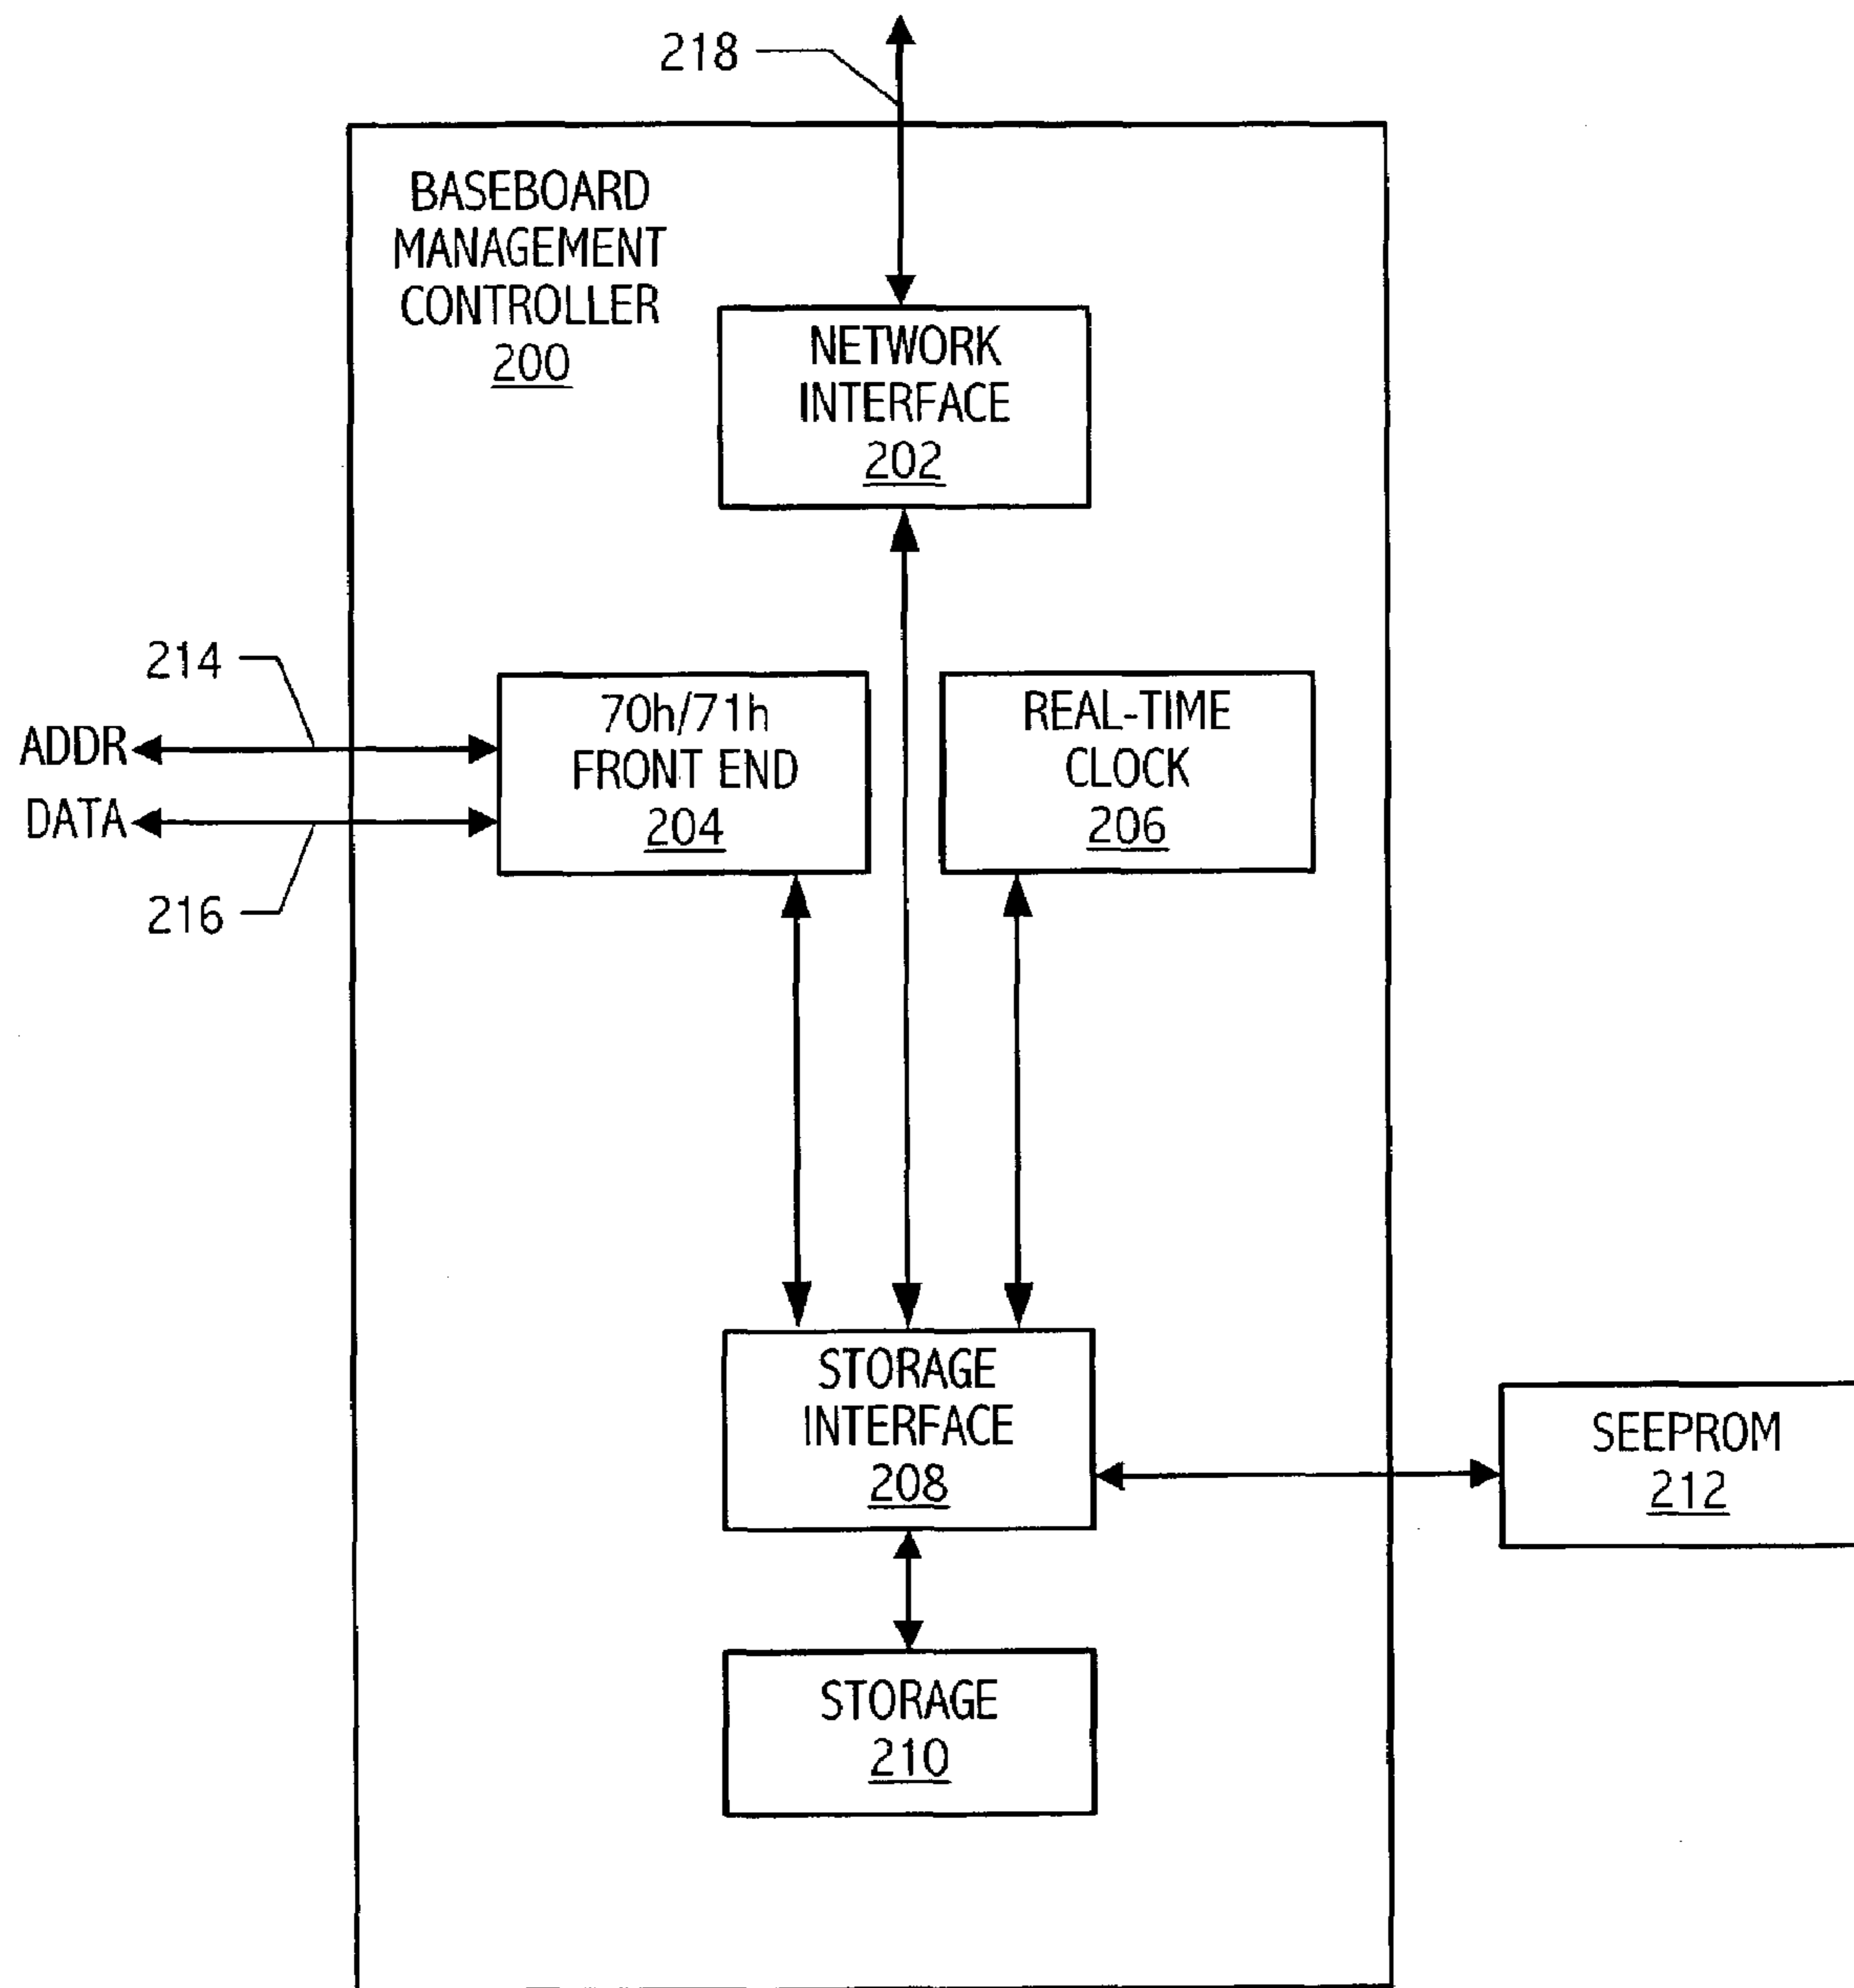 218
BASEBOARD
MANAGEMENT
CONTROLLER
200
NETWORK
INTERFACE
202
214
ADDR
DATA
216
70h/71h
FRONT END
204
REAL-TIME
CLOCK
206
STORAGE
INTERFACE
208
SEEPROM
212
STORAGE
210